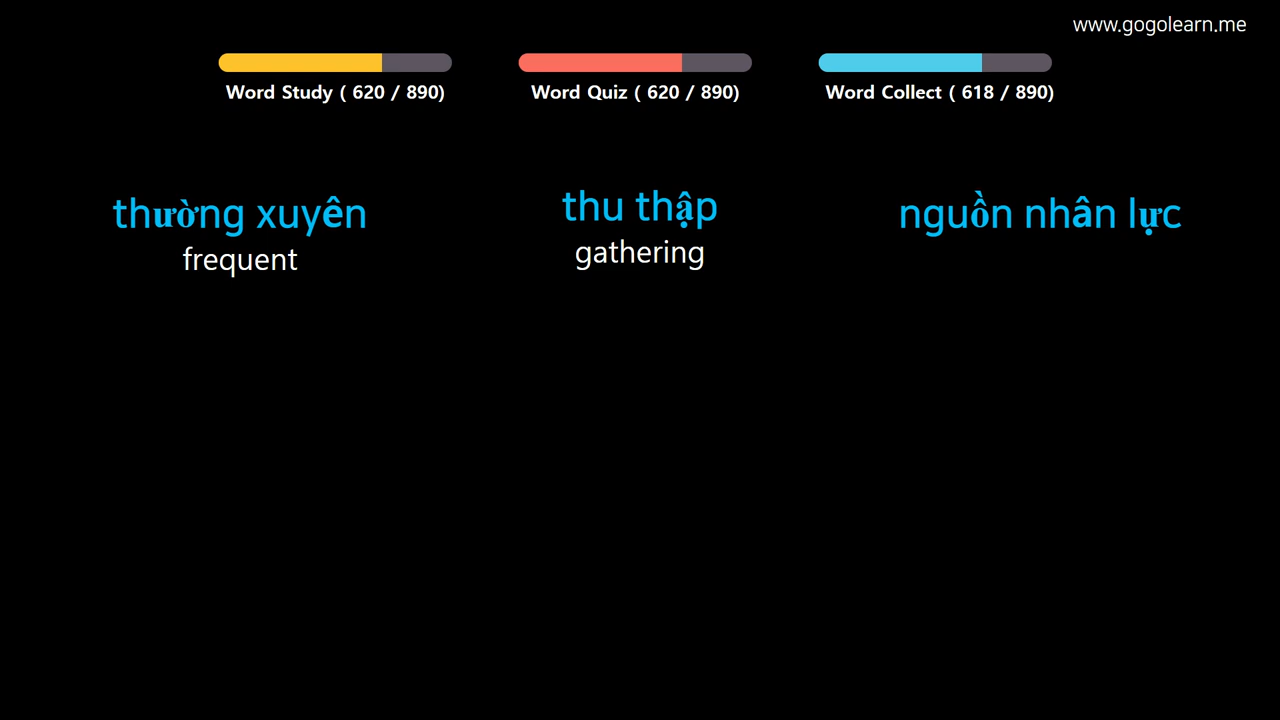 www.gogolearn.me
Word Study ( 620 / 890)
Word Quiz ( 620 / 890)
Word Collect ( 618 / 890)
thường xuyên
frequent
thu thập
gathering
nguồn nhân lực